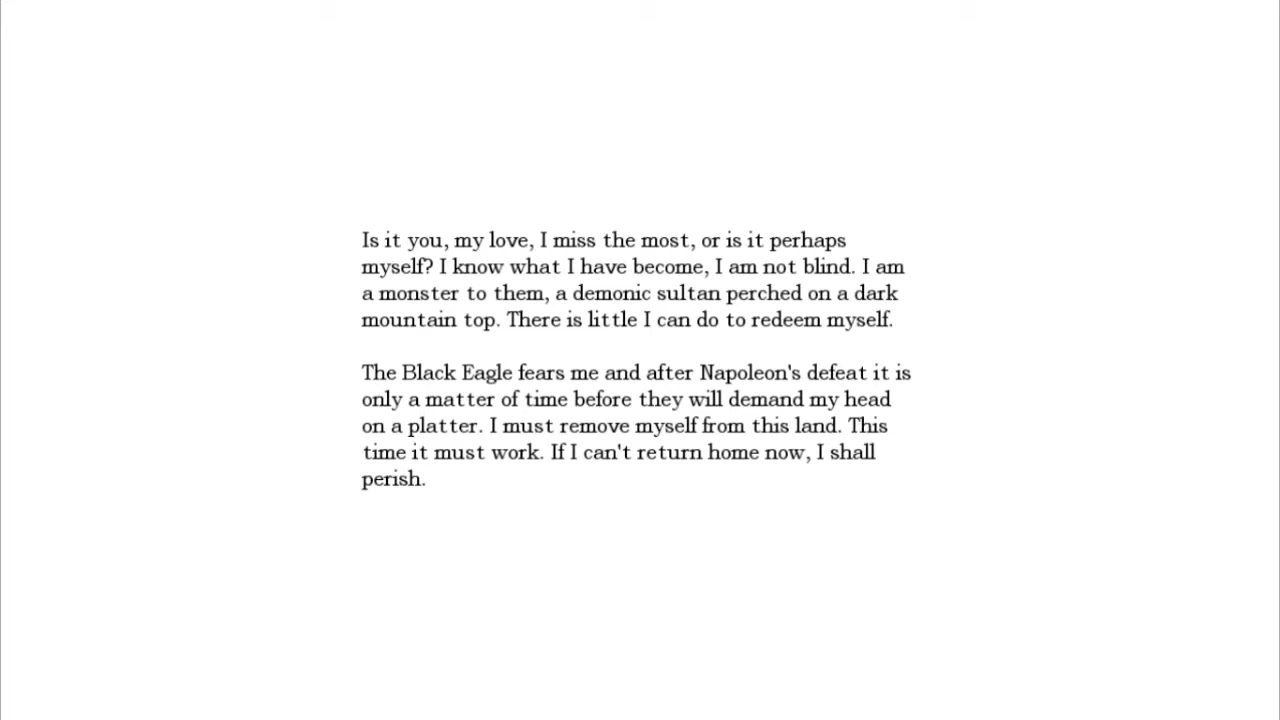 Is it you, my love, I miss the most, or is it perhaps
myself? I know what I have become, I am not blind. I am
a monster to them, a demonic sultan perched on a dark
mountain top. There is little I can do to redeem myself.
The Black Eagle fears me and after Napoleon's defeat it is
only a matter of time before they will demand my head
on a platter. I must remove myself from this land. This
time it must work. If I can't return home now, I shall
perish.